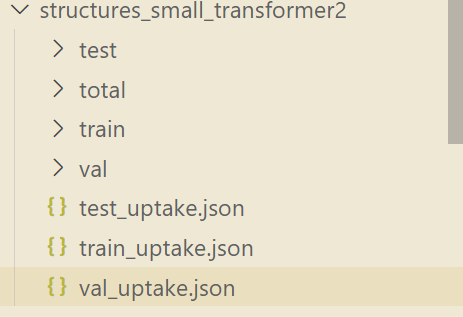 structures_small_transformer2
test
total
train
val
{} test_uptake.json
{} train_uptake.json
{} val_uptake.json